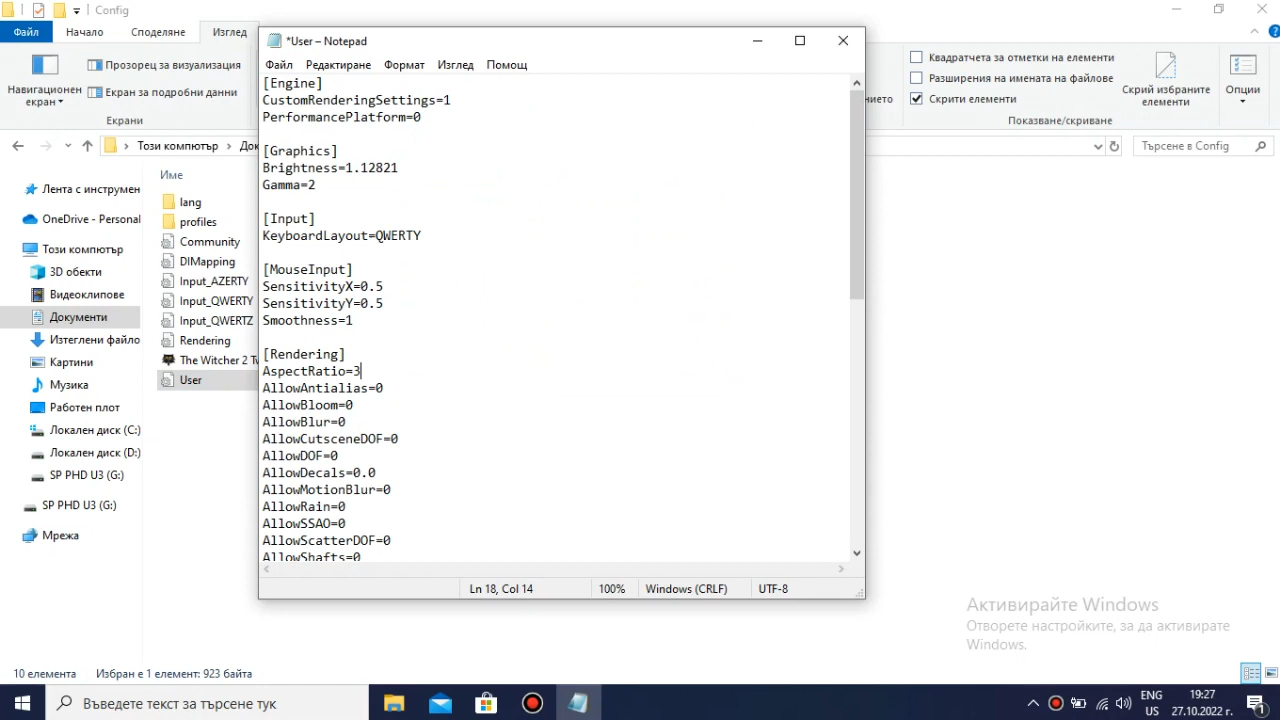 Config
Файл
Начало
Споделяне
Изглед
Навигационен
екран
Прозорец за визуализация
Екран за подробни данни
Екрани
Квадратчета за отметки на елементи
Разширения на имената на файлове
Скрити елементи
Скрий избраните
елементи
Опции
Показване/скриване
Този компютър
Търсене в Config
Лента с инструмен
OneDrive - Personal
Този компютър
3D обекти
Видеоклипове
Документи
Изтеглени файло
Картини
Музика
Работен плот
Локален диск (C:)
Локален диск (D:)
SP PHD U3 (G:)
SP PHD U3 (G:)
Мрежа
Име
lang
profiles
Community
DIMapping
Input_AZERTY
Input_QWERTY
Input_QWERTZ
Rendering
The Witcher 2 Tw
User
*User – Notepad
Файл
Редактиране
Формат
Изглед
Помощ
[Engine]
CustomRenderingSettings=1
PerformancePlatform=0
[Graphics]
Brightness=1.12821
Gamma=2
[Input]
KeyboardLayout=QWERTY
[MouseInput]
SensitivityX=0.5
SensitivityY=0.5
Smoothness=1
[Rendering]
AspectRatio=3
AllowAntialias=0
AllowBloom=0
AllowBlur=0
AllowCutsceneDOF=0
AllowDOF=0
AllowDecals=0.0
AllowMotionBlur=0
AllowRain=0
AllowSSAO=0
AllowScatterDOF=0
AllowShafts=0
Ln 18, Col 14
100%
Windows (CRLF)
UTF-8
Активирайте Windows
Отворете настройките, за да активирате
Windows.
10 елемента
Избран е 1 елемент: 923 байта
Въведете текст за търсене тук
ENG
US
19:27
27.10.2022 г.
1